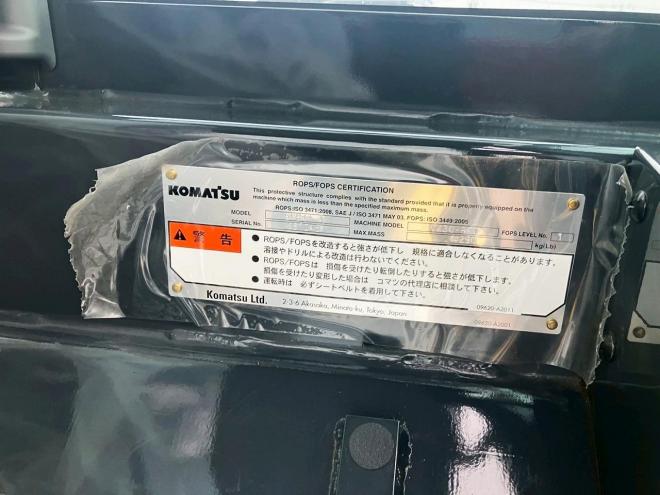 ROPS/FOPS CERTIFICATION
KOMATSU
This protective structure complies with the standard provided that it is properly equipped on the
machine which mass is less than the specified maximum mass.
ROPS:ISO 3471:2008, SAE J / ISO 3471 MAY 03, FOPS: ISO 3449:2005
MODEL MACHINE MODEL FOPS LEVEL No.
SERIAL No. MAX.MASS kg(Lb)
警告
● ROPS/FOPSを改造すると強さが低下し 規格に適合しなくなることがあります。
溶接やドリルによる改造は行わないでください。
● ROPS/FOPSは 損傷を受けたり転倒したりすると強さが低下します。
損傷を受けたり変形した場合は コマツの代理店に相談して下さい。
● 運転時は 必ずシートベルトを着用して下さい。
Komatsu Ltd. 2-3-6 Akasaka, Minato-ku, Tokyo, Japan
09620-A2011
09620-A2001